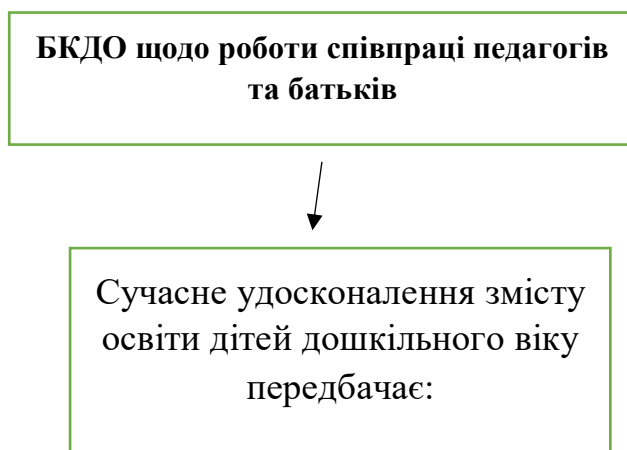 БКДО щодо роботи співпраці педагогів
та батьків
Сучасне удосконалення змісту
освіти дітей дошкільного віку
передбачає: